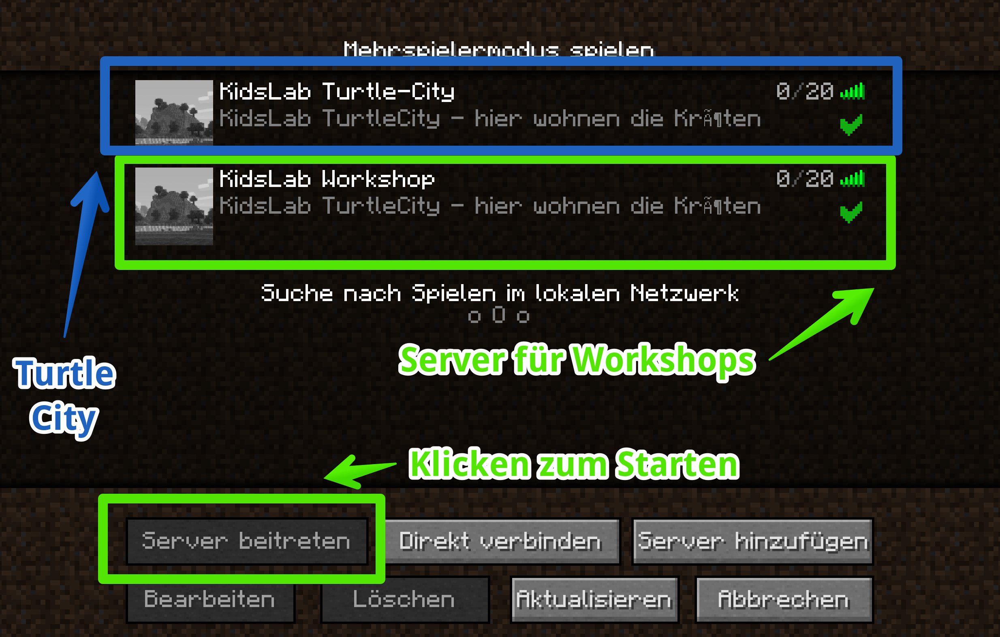 Mehrspielermodus spielen
KidsLab Turtle-City 0/20
KidsLab TurtleCity - hier wohnen die KrÃ¶ten
KidsLab Workshop 0/20
KidsLab TurtleCity - hier wohnen die KrÃ¶ten
Suche nach Spielen im lokalen Netzwerk
o O o
Server für Workshops
Turtle
City
Klicken zum Starten
Server beitreten Direkt verbinden Server hinzufügen
Bearbeiten Löschen Aktualisieren Abbrechen